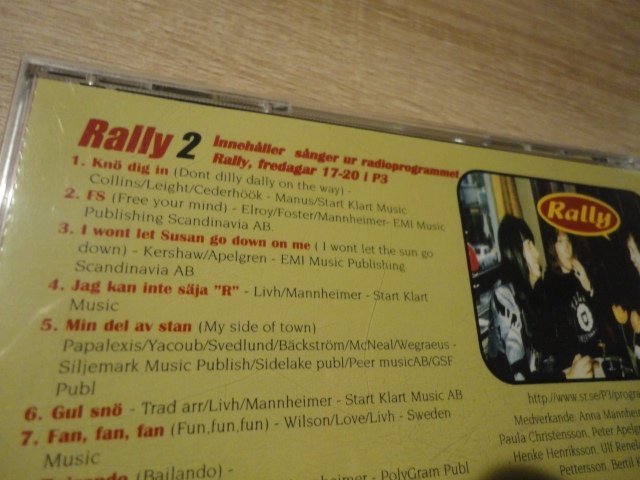 Rally 2 Innehåller sånger ur radioprogrammet
Rally, fredagar 17-20 i P3
1. Knö dig in (Dont dilly dally on the way) -
Collins/Leight/Cederhöök - Manus/Start Klart Music
2. FS (Free your mind) - Elroy/Foster/Mannheimer- EMI Music
Publishing Scandinavia AB.
3. I wont let Susan go down on me ( I wont let the sun go
down) - Kershaw/Apelgren - EMI Music Publishing
Scandinavia AB
4. Jag kan inte säja "R" - Livh/Mannheimer - Start Klart
Music
5. Min del av stan (My side of town)
Papalexis/Yacoub/Svedlund/Bäckström/McNeal/Wegraeus -
Siljemark Music Publish/Sidelake publ/Peer musicAB/GSF
Publ
6. Gul snö - Trad arr/Livh/Mannheimer - Start Klart Music AB
7. Fan, fan, fan (Fun,fun,fun) - Wilson/Love/Livh - Sweden
Music
(Bailando) -
- PolyGram Publ
Rally
http://www.sr.se/P3/progra
Medverkande: Anna Mannhe
Paula Christensson, Peter Apelg
Henke Henriksson, Ulf Renel
Pettersson, Bertil K